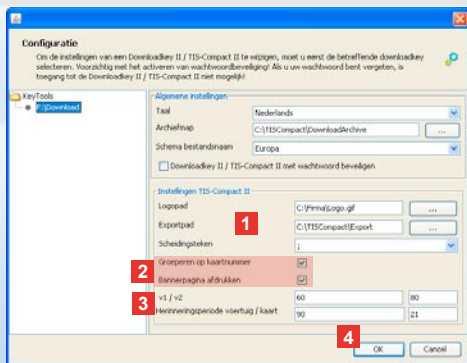 Configuratie
Om de instellingen van een Downloadkey II / TIS-Compact II te wijzigen, moet u eerst de betreffende downloadkey
selecteren. Voorzichtig met het activeren van wachtwoordbeveiliging! Als u uw wachtwoord bent vergeten, is
toegang tot de Downloadkey II / TIS-Compact II niet mogelijk!
KeyTools
F:\Download
Algemene instellingen
Taal
Nederlands
Archiefmap
C:\TISCompact\DownloadArchive
...
Schema bestandsnaam
Europa
Downloadkey II / TIS-Compact II met wachtwoord beveiligen
Instellingen TIS-Compact II
Logopad
C:\Firma\Logo.gif
...
1
Exportpad
C:\TISCompact\Export
...
Scheidingsteken
;
2
Groeperen op kaartnummer
Bannerpagina afdrukken
3
v1 / v2
60
80
Herinneringsperiode voertuig / kaart
90
21
4
OK
Cancel